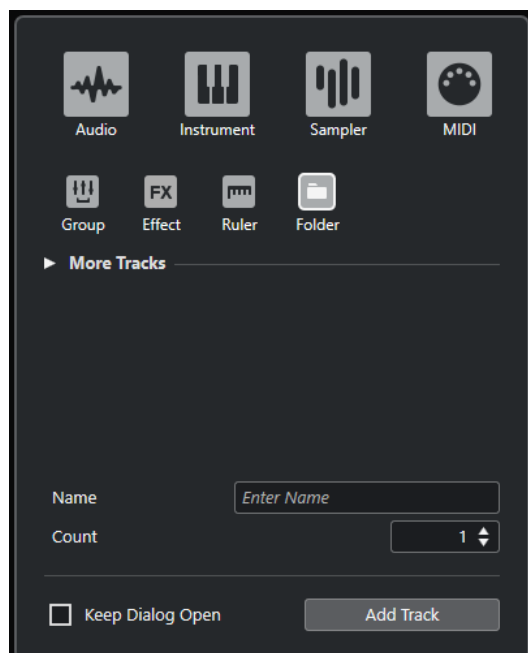 Audio Instrument Sampler MIDI
FX
Group Effect Ruler Folder
More Tracks
Name Enter Name
Count 1
Keep Dialog Open Add Track